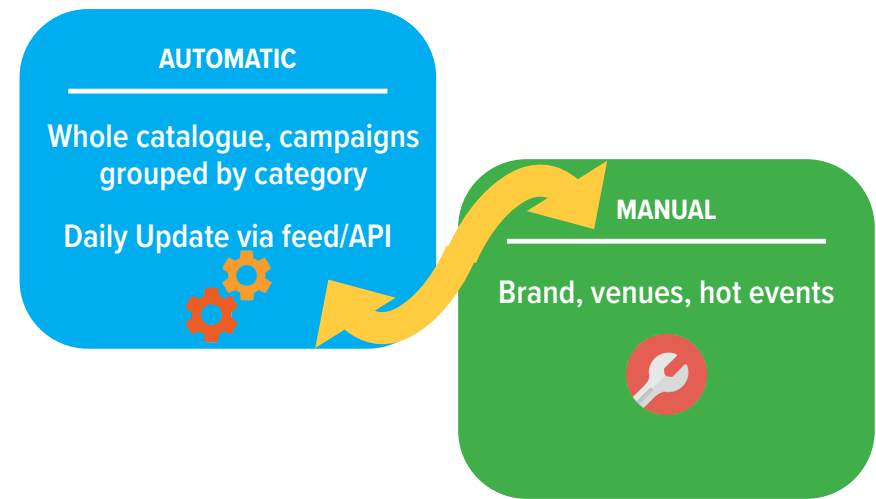 AUTOMATIC
Whole catalogue, campaigns
grouped by category
Daily Update via feed/API
MANUAL
Brand, venues, hot events